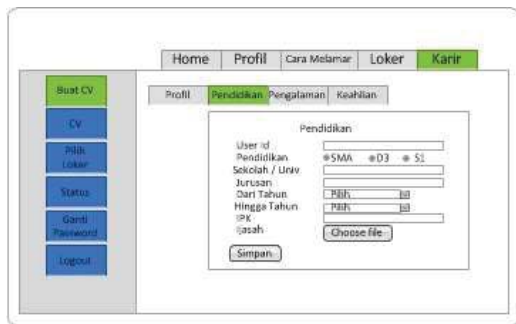 Home Profil Cara Melamar Loker Karir
Buat CV
CV
Pilih
Loker
Status
Ganti
Password
Logout
Profil Pendidikan Pengalaman Keahlian
Pendidikan
User Id
Pendidikan SMA D3 S1
Sekolah / Univ
Jurusan
Dari Tahun Pilih
Hingga Tahun Pilih
IPK
Ijasah Choose file
Simpan